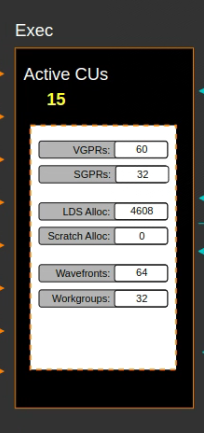 Exec
Active CUs
15
VGPRs: 60
SGPRs: 32
LDS Alloc: 4608
Scratch Alloc: 0
Wavefronts: 64
Workgroups: 32